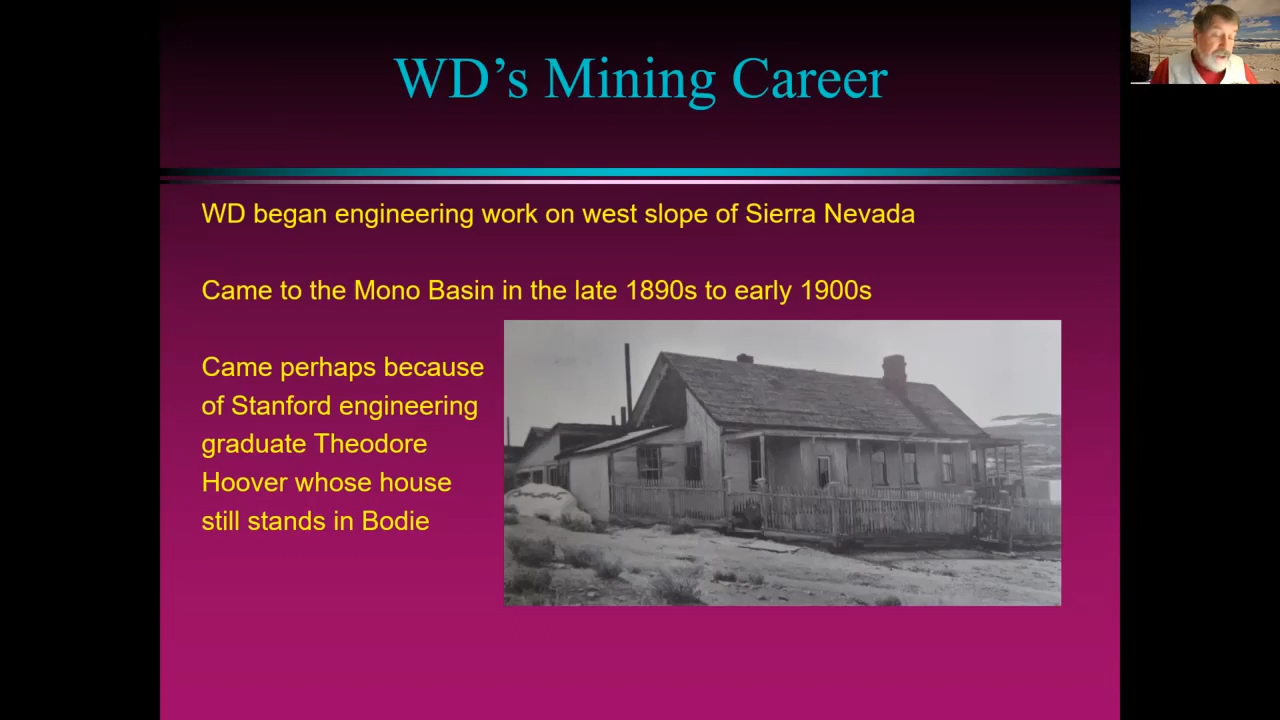 WD’s Mining Career
WD began engineering work on west slope of Sierra Nevada
Came to the Mono Basin in the late 1890s to early 1900s
Came perhaps because
of Stanford engineering
graduate Theodore
Hoover whose house
still stands in Bodie